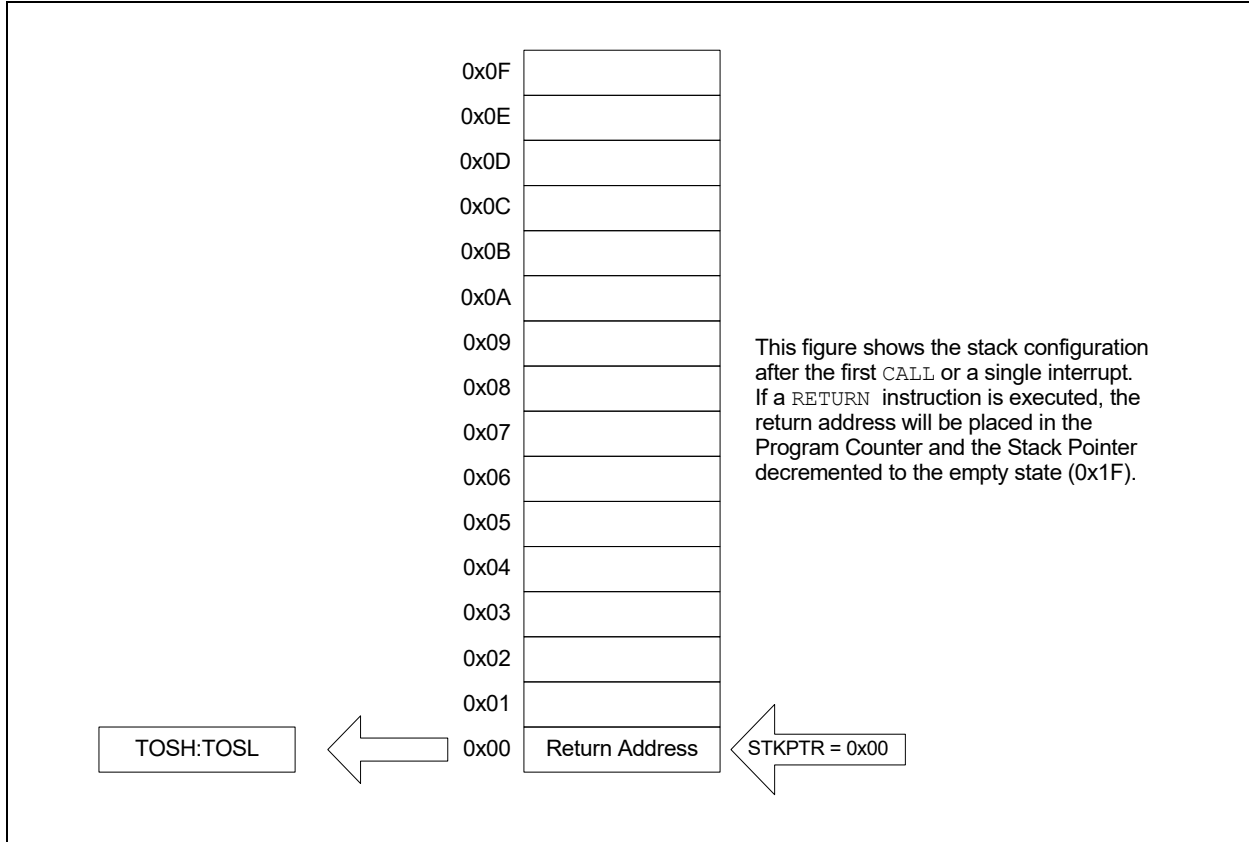 0x0F
0x0E
0x0D
0x0C
0x0B
0x0A
0x09
This figure shows the stack configuration
after the first CALL or a single interrupt.
If a RETURN instruction is executed, the
return address will be placed in the
Program Counter and the Stack Pointer
decremented to the empty state (0x1F).
0x08
0x07
0x06
0x05
0x04
0x03
0x02
0x01
TOSH:TOSL
0x00
Return Address
STKPTR = 0x00